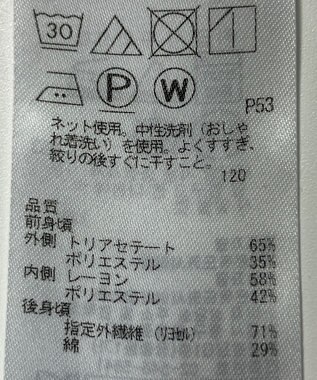 30
P W
P53
ネット使用。中性洗剤（おしゃ
れ着洗い）を使用。よくすすぎ、
絞りの後すぐに干すこと。
120
品質
前身頃
外側 トリアセテート 65%
ポリエステル 35%
内側 レーヨン 58%
ポリエステル 42%
後身頃
指定外繊維（リヨセル） 71%
綿 29%